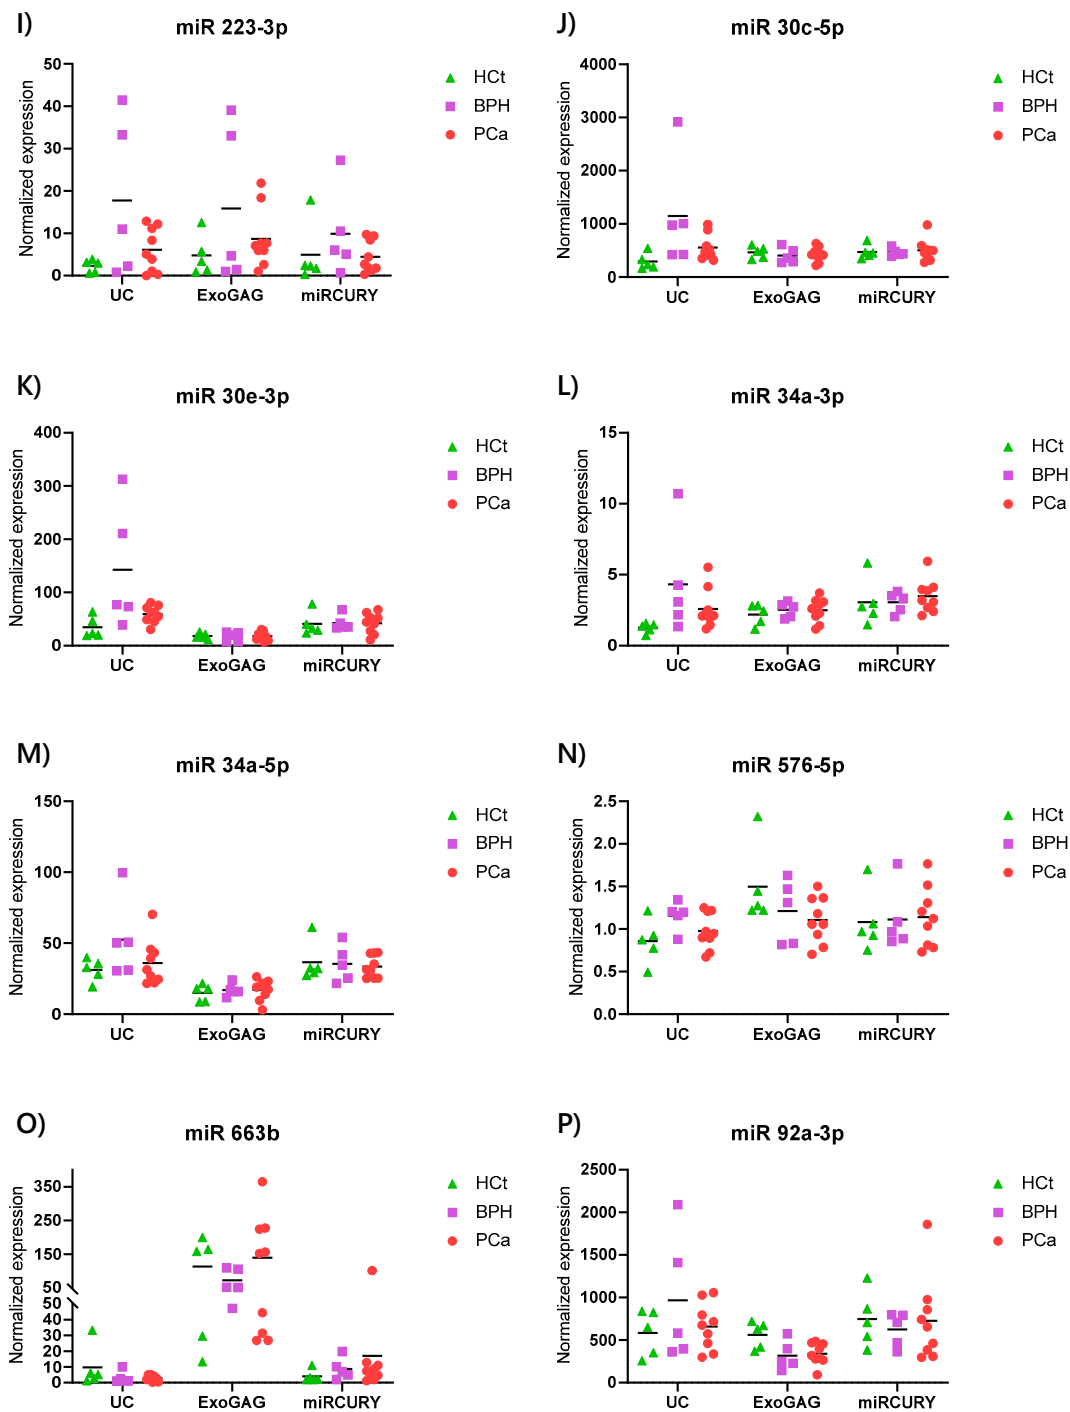 I)
miR 223-3p
Normalized expression
50
40
30
20
10
0
UC ExoGAG miRCURY
HCt
BPH
PCa
J)
miR 30c-5p
Normalized expression
4000
3000
2000
1000
0
UC ExoGAG miRCURY
HCt
BPH
PCa
K)
miR 30e-3p
Normalized expression
400
300
200
100
0
UC ExoGAG miRCURY
HCt
BPH
PCa
L)
miR 34a-3p
Normalized expression
15
10
5
0
UC ExoGAG miRCURY
HCt
BPH
PCa
M)
miR 34a-5p
Normalized expression
150
100
50
0
UC ExoGAG miRCURY
HCt
BPH
PCa
N)
miR 576-5p
Normalized expression
2.5
2.0
1.5
1.0
0.5
0.0
UC ExoGAG miRCURY
HCt
BPH
PCa
O)
miR 663b
Normalized expression
350
250
150
50
50
40
30
20
10
0
UC ExoGAG miRCURY
HCt
BPH
PCa
P)
miR 92a-3p
Normalized expression
2500
2000
1500
1000
500
0
UC ExoGAG miRCURY
HCt
BPH
PCa